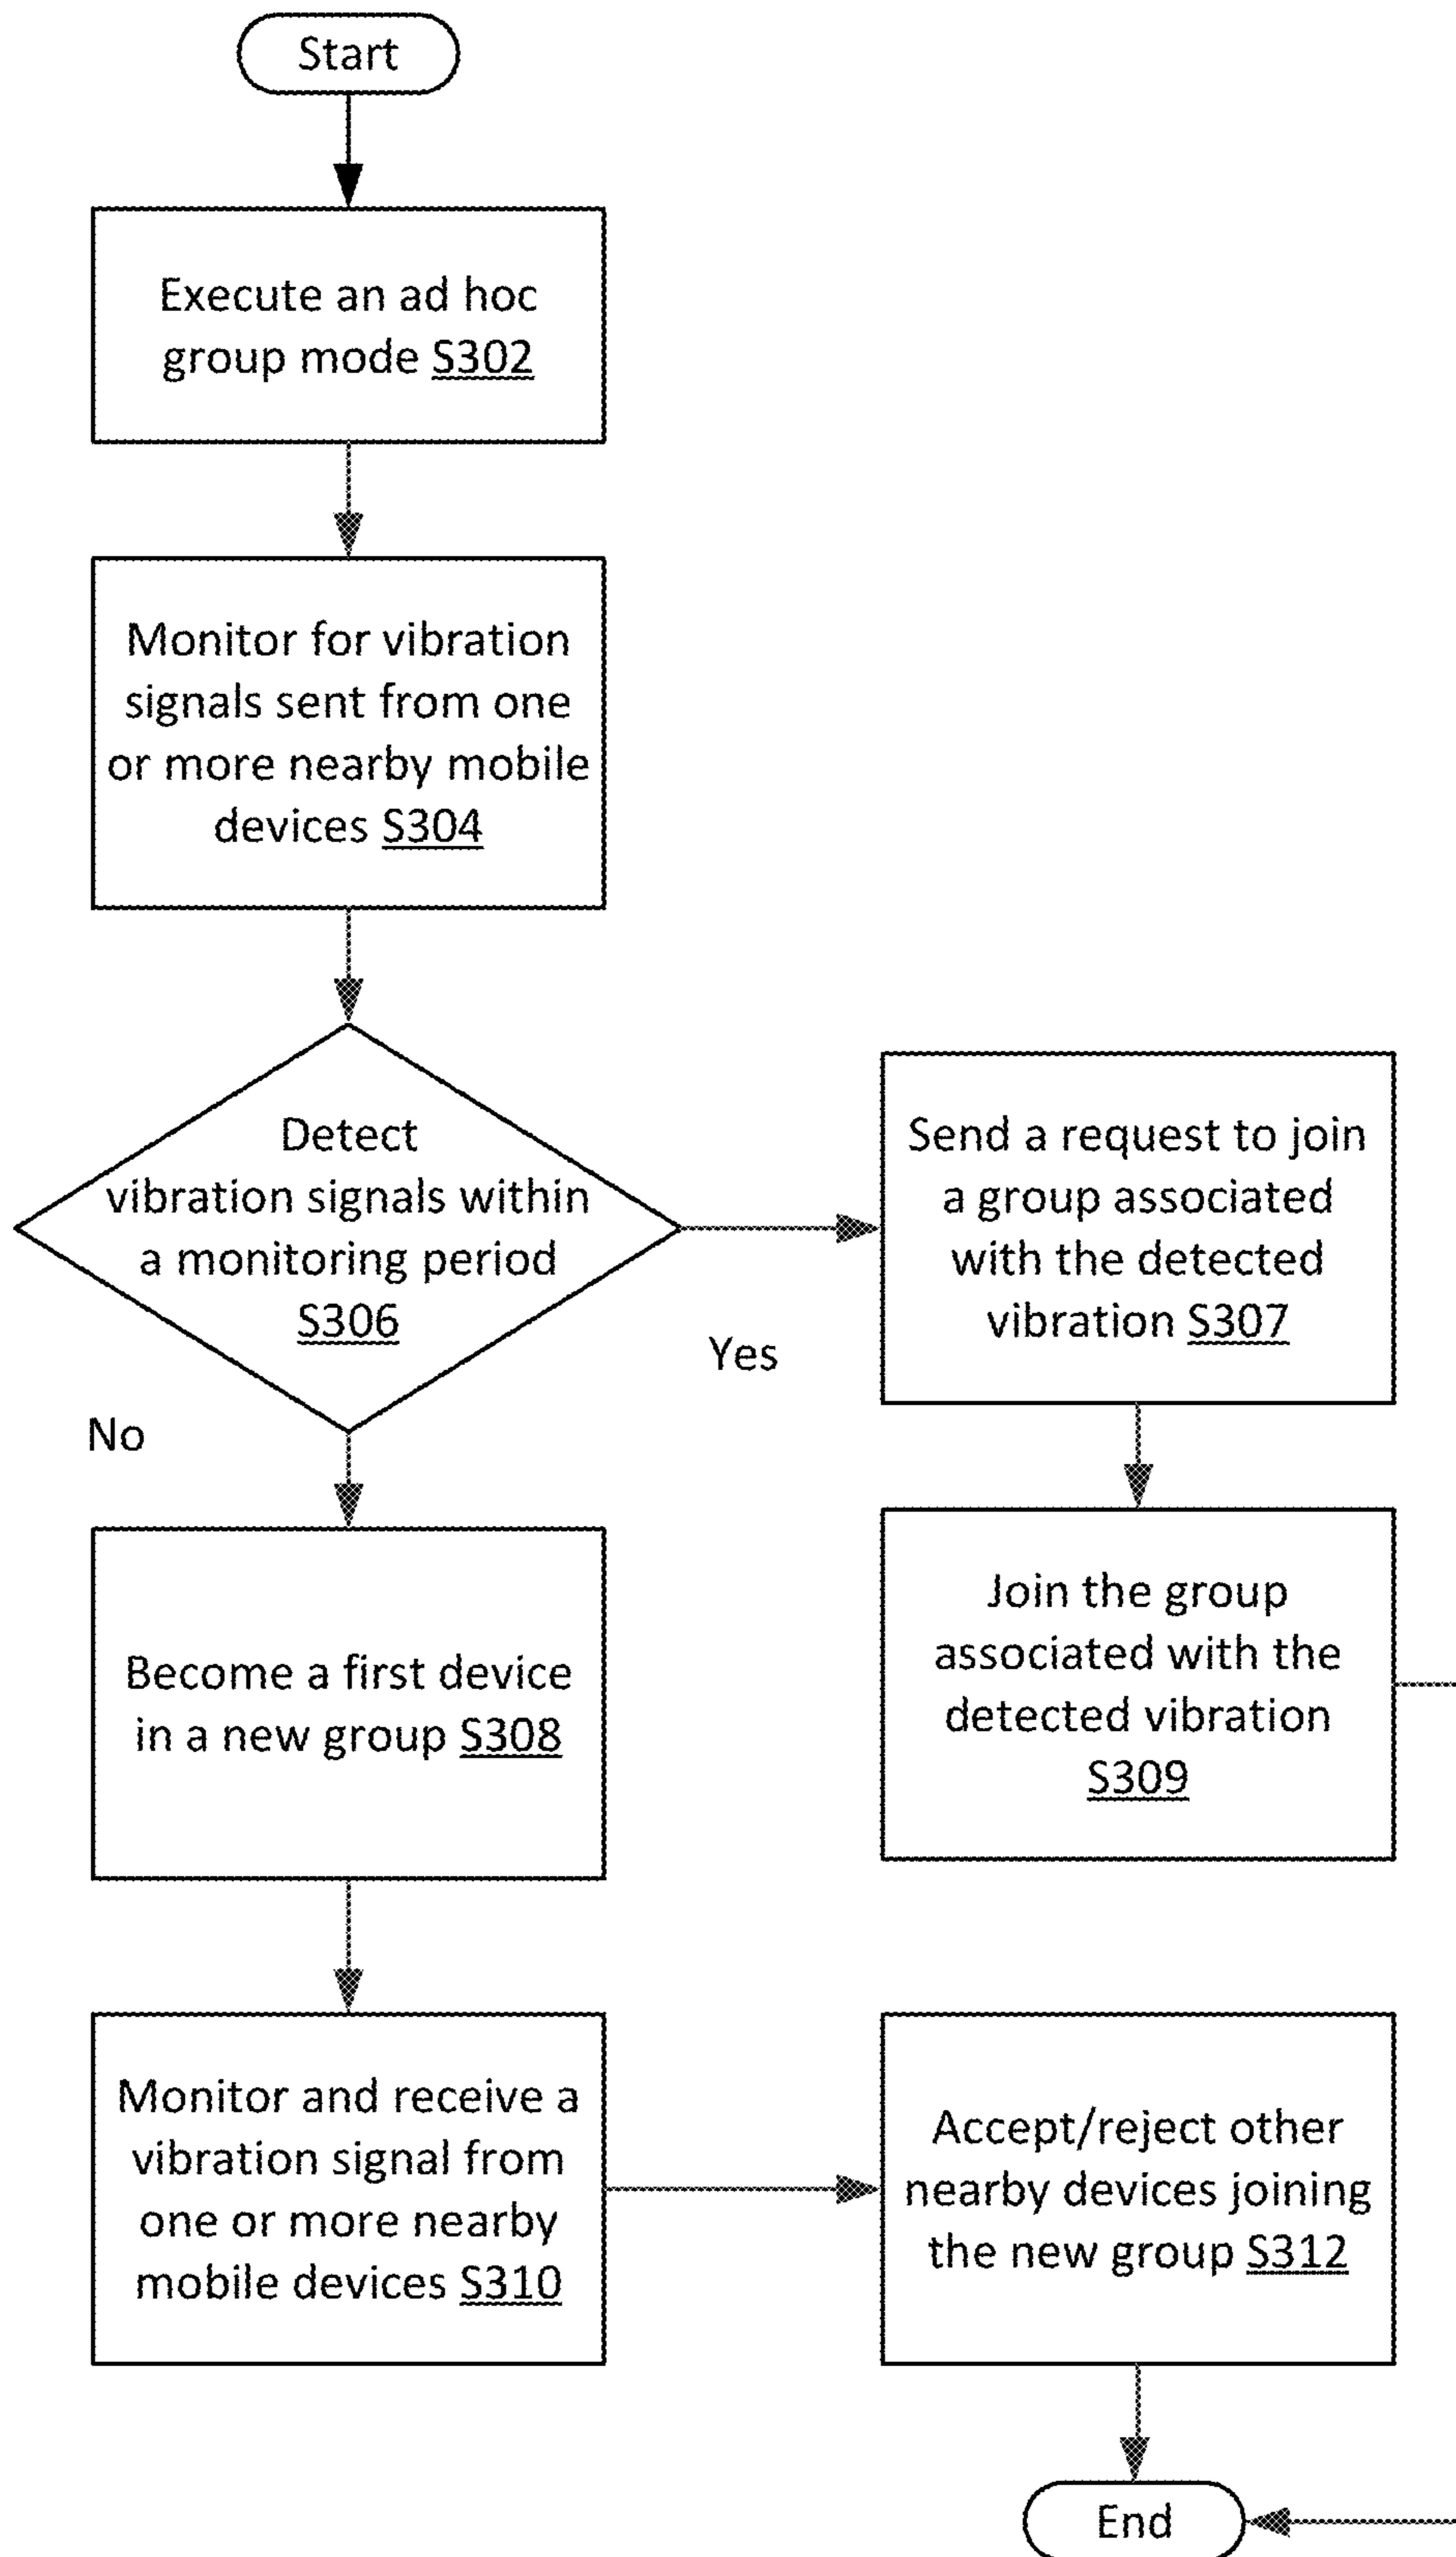 Start
Execute an ad hoc
group mode S302
Monitor for vibration
signals sent from one
or more nearby mobile
devices S304
Detect
vibration signals within
a monitoring period
S306
Yes
No
Send a request to join
a group associated
with the detected
vibration S307
Join the group
associated with the
detected vibration
S309
Become a first device
in a new group S308
Monitor and receive a
vibration signal from
one or more nearby
mobile devices S310
Accept/reject other
nearby devices joining
the new group S312
End